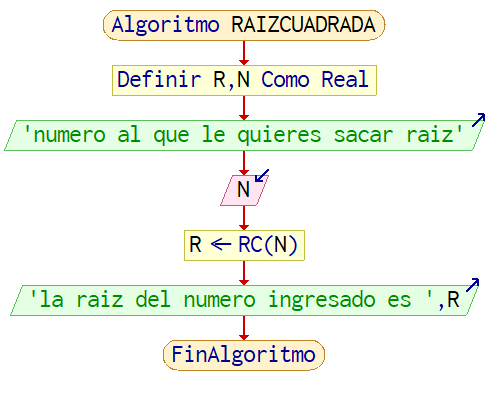 Algoritmo RAIZCUADRADA
Definir R,N Como Real
'numero al que le quieres sacar raiz'
N
R ← RC(N)
'la raiz del numero ingresado es ',R
FinAlgoritmo